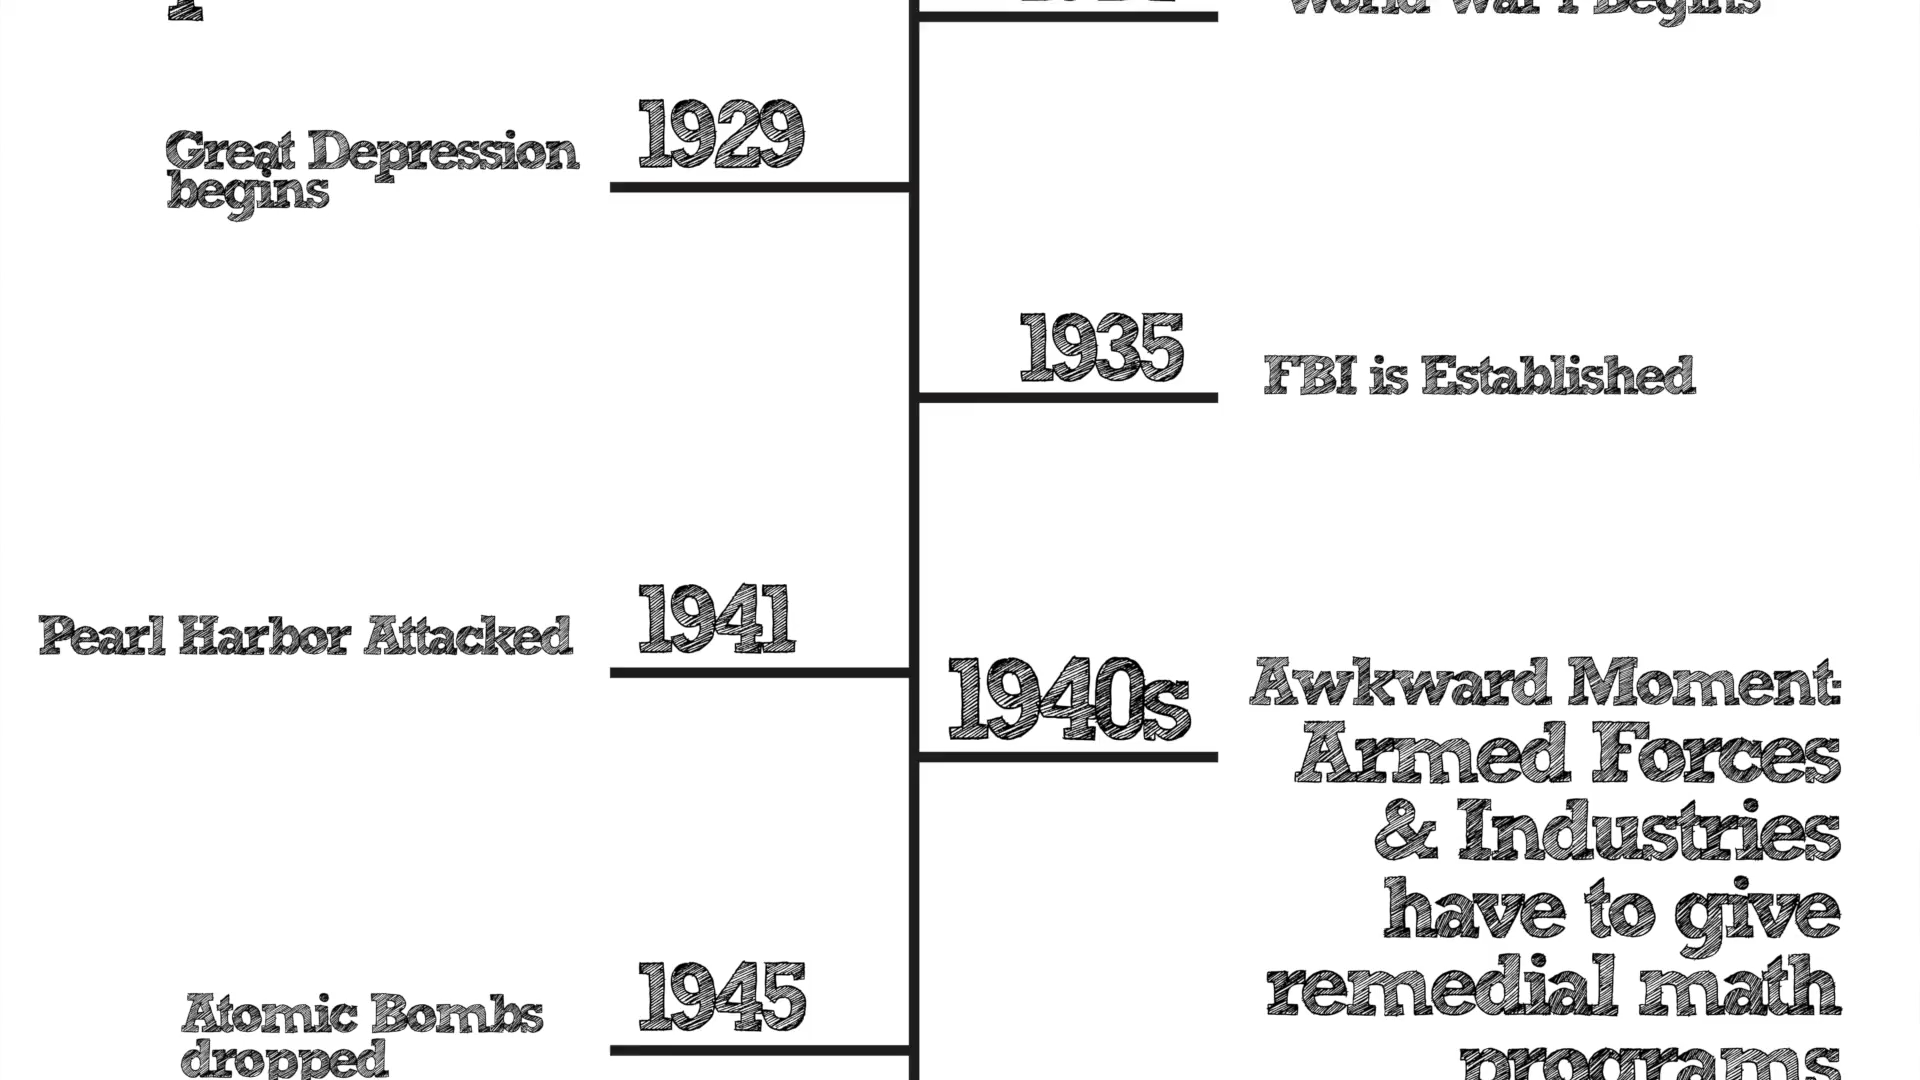 World War I Begins
1929
Great Depression
begins
1935
FBI is Established
1941
Pearl Harbor Attacked
1940s
Awkward Moment:
Armed Forces
& Industries
have to give
remedial math
programs
1945
Atomic Bombs
dropped